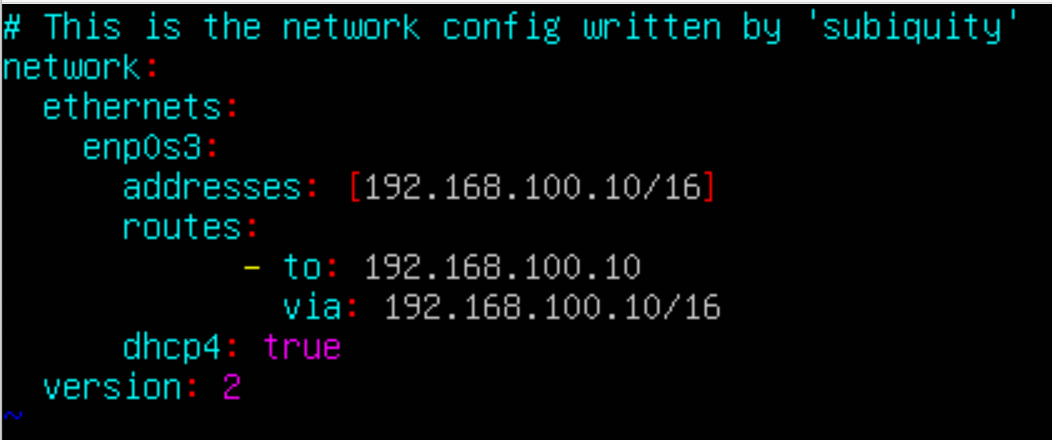 # This is the network config written by 'subiquity'
network:
  ethernets:
    enp0s3:
      addresses: [192.168.100.10/16]
      routes:
            - to: 192.168.100.10
              via: 192.168.100.10/16
      dhcp4: true
  version: 2
~